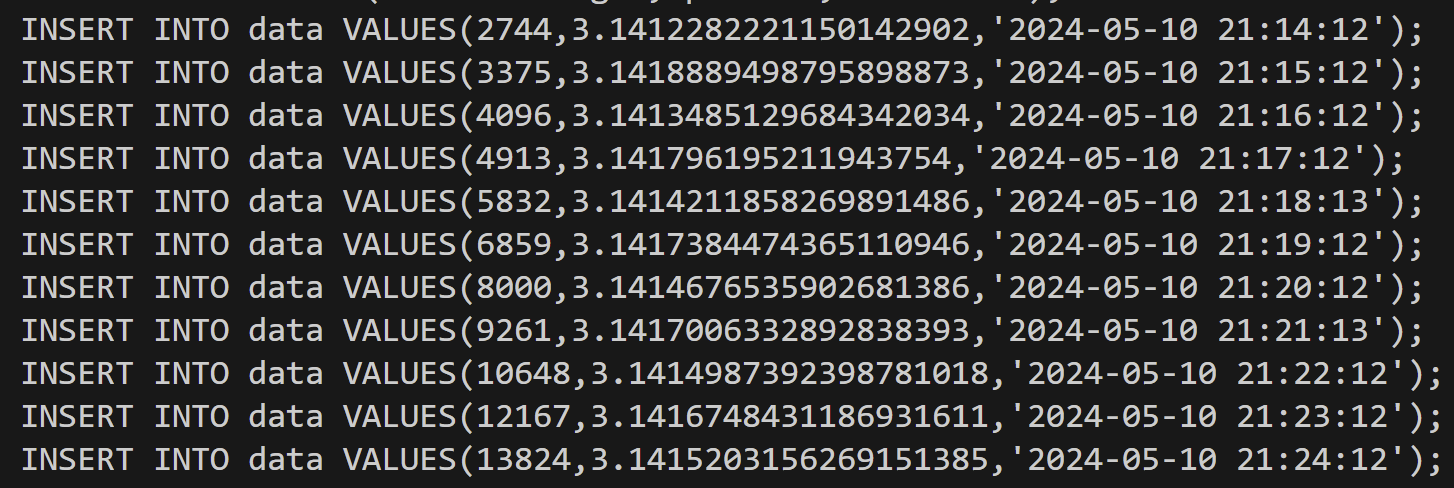 INSERT INTO data VALUES(2744,3.1412282221150142902,'2024-05-10 21:14:12');
INSERT INTO data VALUES(3375,3.1418889498795898873,'2024-05-10 21:15:12');
INSERT INTO data VALUES(4096,3.1413485129684342034,'2024-05-10 21:16:12');
INSERT INTO data VALUES(4913,3.141796195211943754,'2024-05-10 21:17:12');
INSERT INTO data VALUES(5832,3.1414211858269891486,'2024-05-10 21:18:13');
INSERT INTO data VALUES(6859,3.1417384474365110946,'2024-05-10 21:19:12');
INSERT INTO data VALUES(8000,3.1414676535902681386,'2024-05-10 21:20:12');
INSERT INTO data VALUES(9261,3.1417006332892838393,'2024-05-10 21:21:13');
INSERT INTO data VALUES(10648,3.1414987392398781018,'2024-05-10 21:22:12');
INSERT INTO data VALUES(12167,3.1416748431186931611,'2024-05-10 21:23:12');
INSERT INTO data VALUES(13824,3.1415203156269151385,'2024-05-10 21:24:12');